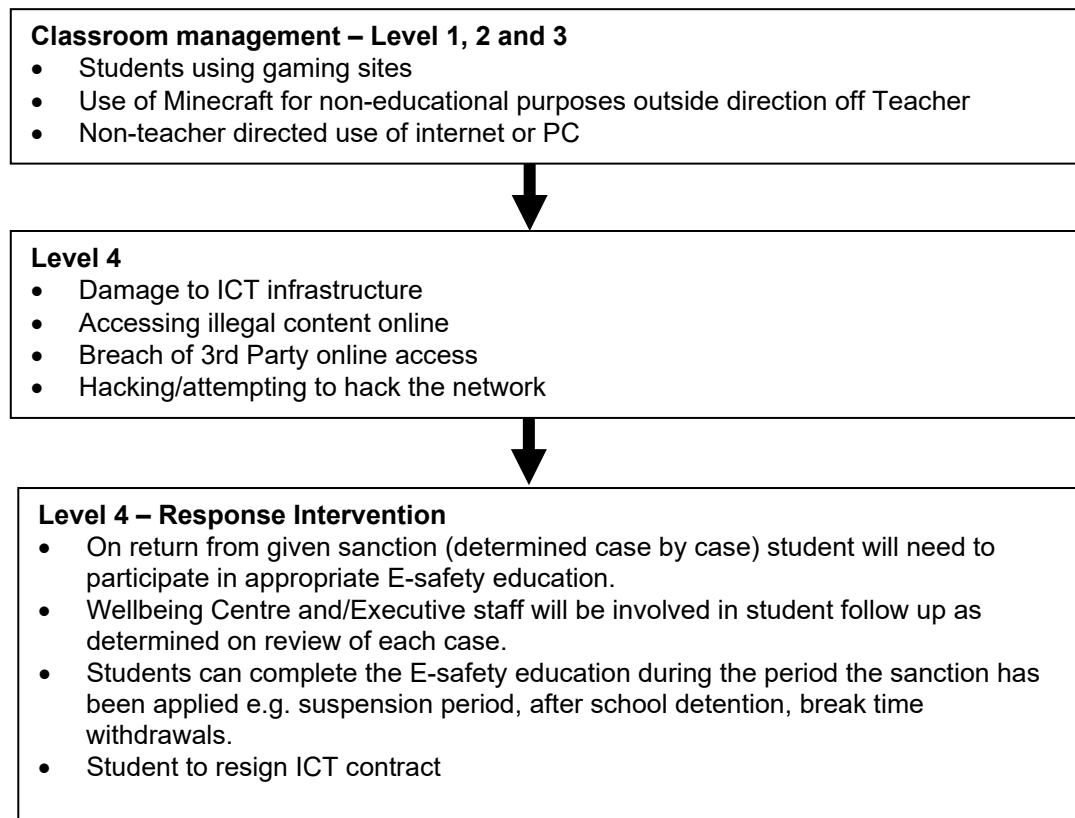 Classroom management – Level 1, 2 and 3
• Students using gaming sites
• Use of Minecraft for non-educational purposes outside direction off Teacher
• Non-teacher directed use of internet or PC
Level 4
• Damage to ICT infrastructure
• Accessing illegal content online
• Breach of 3rd Party online access
• Hacking/attempting to hack the network
Level 4 – Response Intervention
• On return from given sanction (determined case by case) student will need to
participate in appropriate E-safety education.
• Wellbeing Centre and/Executive staff will be involved in student follow up as
determined on review of each case.
• Students can complete the E-safety education during the period the sanction has
been applied e.g. suspension period, after school detention, break time
withdrawals.
• Student to resign ICT contract